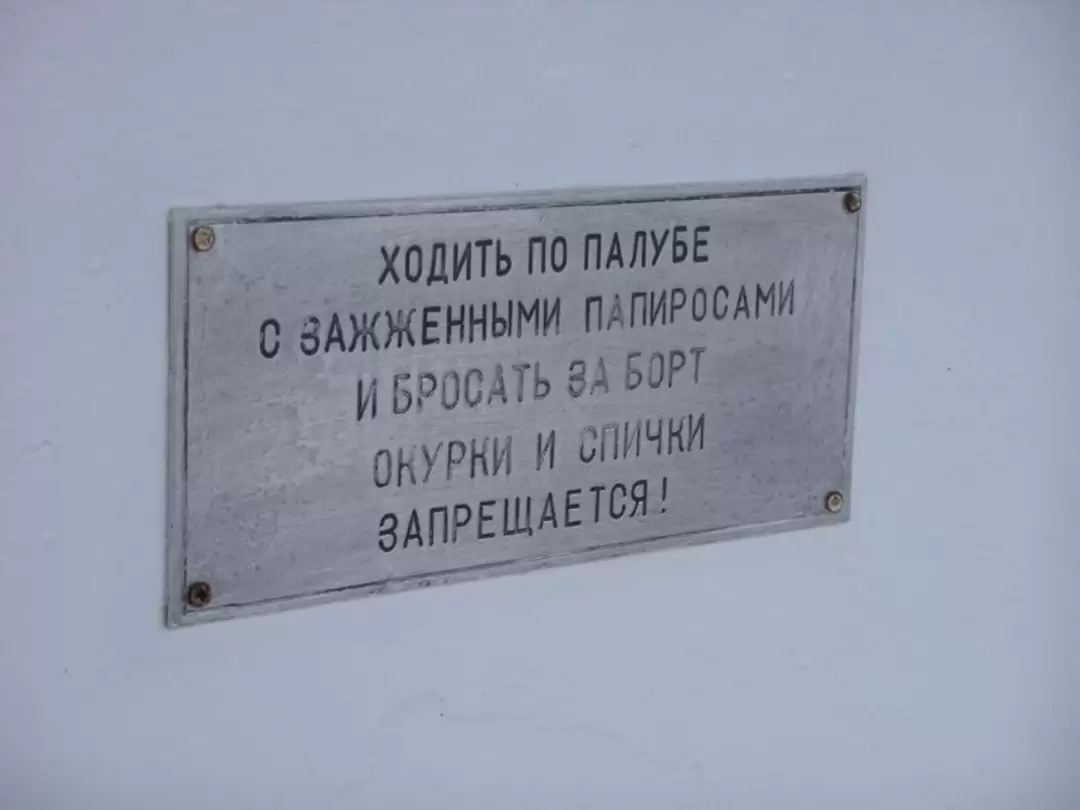 ХОДИТЬ ПО ПАЛУБЕ
С ЗАЖЖЕННЫМИ ПАПИРОСАМИ
И БРОСАТЬ ЗА БОРТ
ОКУРКИ И СПИЧКИ
ЗАПРЕЩАЕТСЯ!